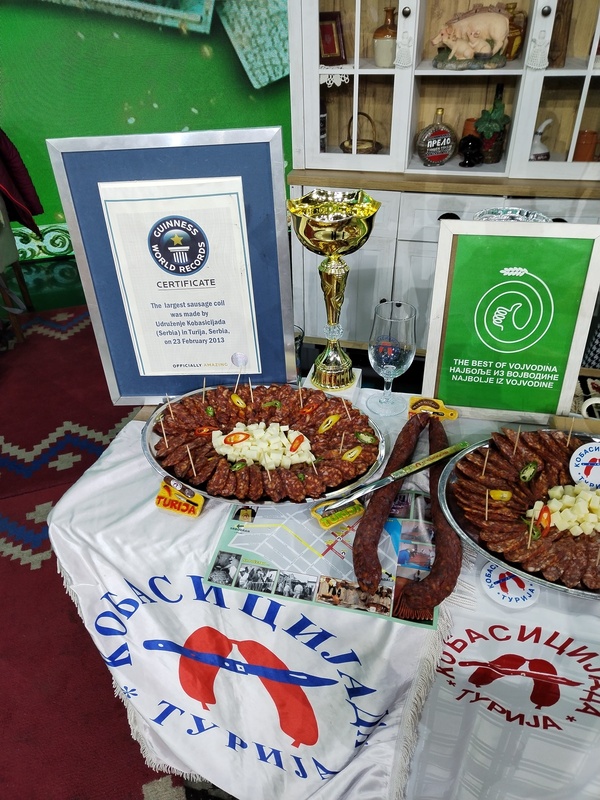 GUINNESS
WORLD RECORDS
CERTIFICATE
The largest sausage coil
was made by
Udruženje Kobasicijada
(Serbia) in Turija, Serbia,
on 23 February 2013
OFFICIALLY AMAZING
ПРЕЛО
THE BEST OF VOJVODINA
НАЈБОЉЕ ИЗ ВОЈВОДИНЕ
NAJBOLJE IZ VOJVODINE
TURIJA
КОБАСИЦИЈАДА
* ТУРИЈА
ТУРИЈА
КОБАСИЦИЈАДА
* ТУРИЈА *